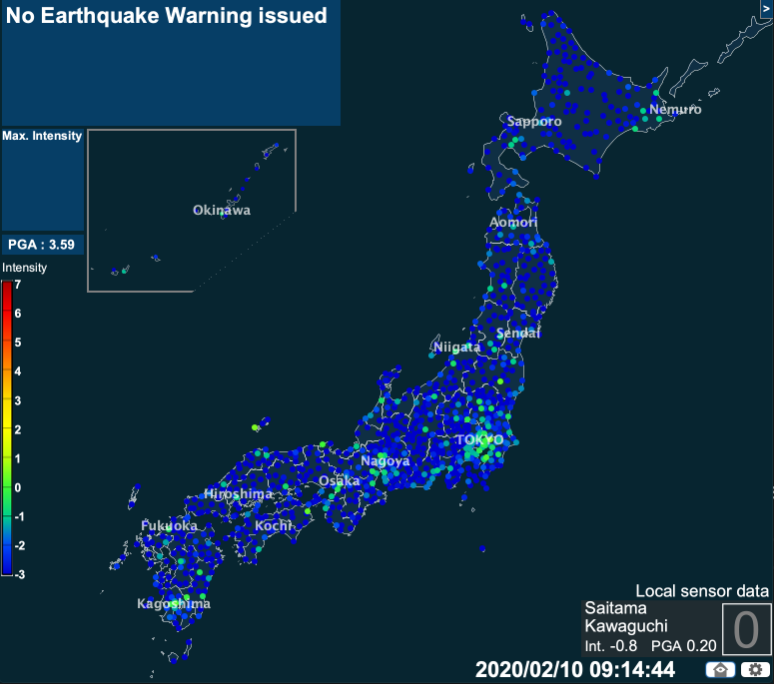 No Earthquake Warning issued
>
Max. Intensity
PGA : 3.59
Intensity
7
6
5
4
3
2
1
0
-1
-2
-3
Okinawa
Sapporo
Nemuro
Aomori
Sendai
Niigata
TOKYO
Nagoya
Osaka
Hiroshima
Fukuoka
Kochi
Kagoshima
Local sensor data
Saitama
Kawaguchi
Int. -0.8 PGA 0.20
0
2020/02/10 09:14:44